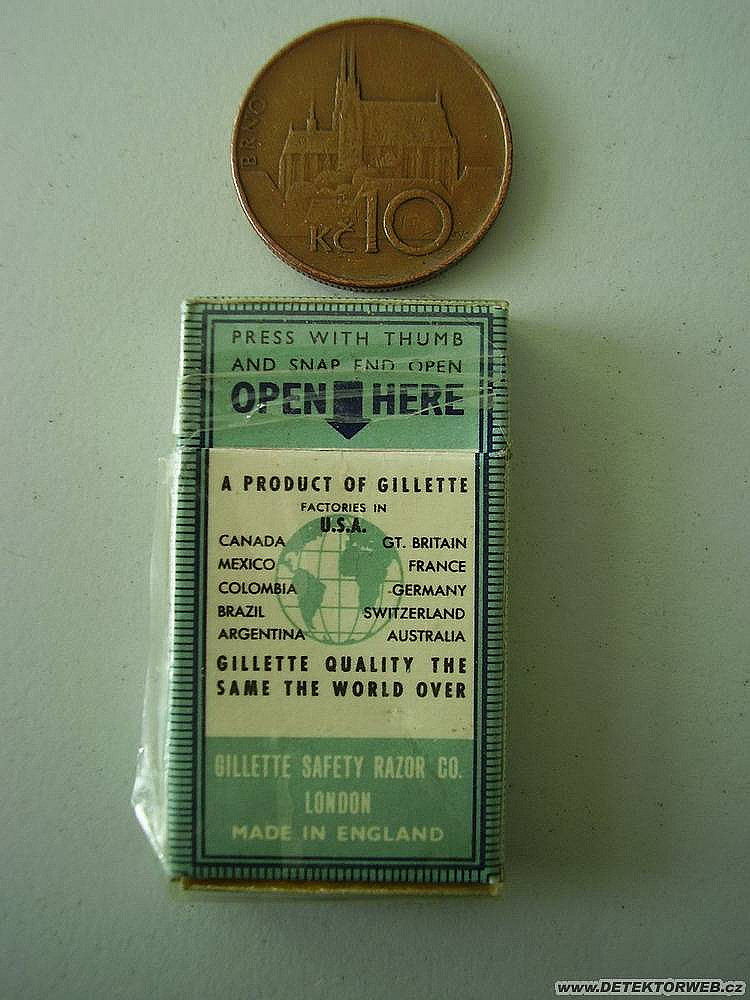 BRNO
Kč 10
PRESS WITH THUMB
AND SNAP END OPEN
OPEN HERE
A PRODUCT OF GILLETTE
FACTORIES IN
U.S.A.
CANADA GT. BRITAIN
MEXICO FRANCE
COLOMBIA GERMANY
BRAZIL SWITZERLAND
ARGENTINA AUSTRALIA
GILLETTE QUALITY THE
SAME THE WORLD OVER
GILLETTE SAFETY RAZOR CO.
LONDON
MADE IN ENGLAND
www.DETEKTORWEB.cz